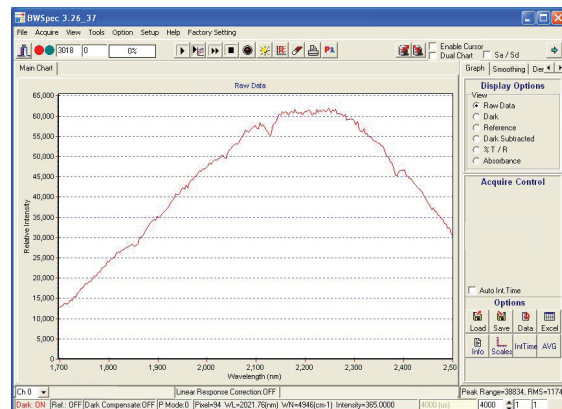 BWSpec 3.26_37
File Acquire View Tools Option Setup Help Factory Setting
3018 0 0%
Enable Cursor
Dual Chart Sa / Sd
Main Chart
Graph Smoothing Der
Raw Data
Display Options
View
Raw Data
Dark
Reference
Dark Subtracted
% T / R
Absorbance
Acquire Control
Auto Int.Time
Options
Load Save Data Excel
Info Scales IntTime AVG
Relative Intensity
65,000
60,000
55,000
50,000
45,000
40,000
35,000
30,000
25,000
20,000
15,000
10,000
5,000
0
1,700 1,800 1,900 2,000 2,100 2,200 2,300 2,400 2,50
Wavelength (nm)
Ch 0 Linear Response Correction:OFF Peak Range=38834, RMS=1174
Dark: ON Ref.: OFF Dark Compensate:OFF P Mode:0 Pixel=94 WL=2021.76(nm) WN=4946(cm-1) Intensity=365.0000 4000 (us) 4000 1 1